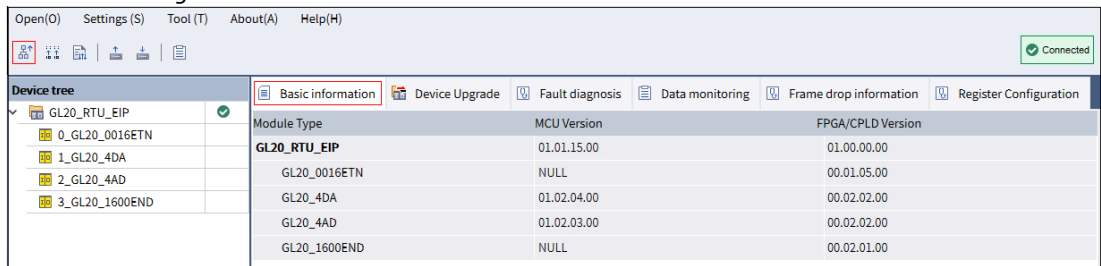 Open(O) Settings (S) Tool (T) About(A) Help(H)
Connected
Device tree
GL20_RTU_EIP
0_GL20_0016ETN
1_GL20_4DA
2_GL20_4AD
3_GL20_1600END
Basic information Device Upgrade Fault diagnosis Data monitoring Frame drop information Register Configuration
Module Type MCU Version FPGA/CPLD Version
GL20_RTU_EIP 01.01.15.00 01.00.00.00
GL20_0016ETN NULL 00.01.05.00
GL20_4DA 01.02.04.00 00.02.02.00
GL20_4AD 01.02.03.00 00.02.02.00
GL20_1600END NULL 00.02.01.00